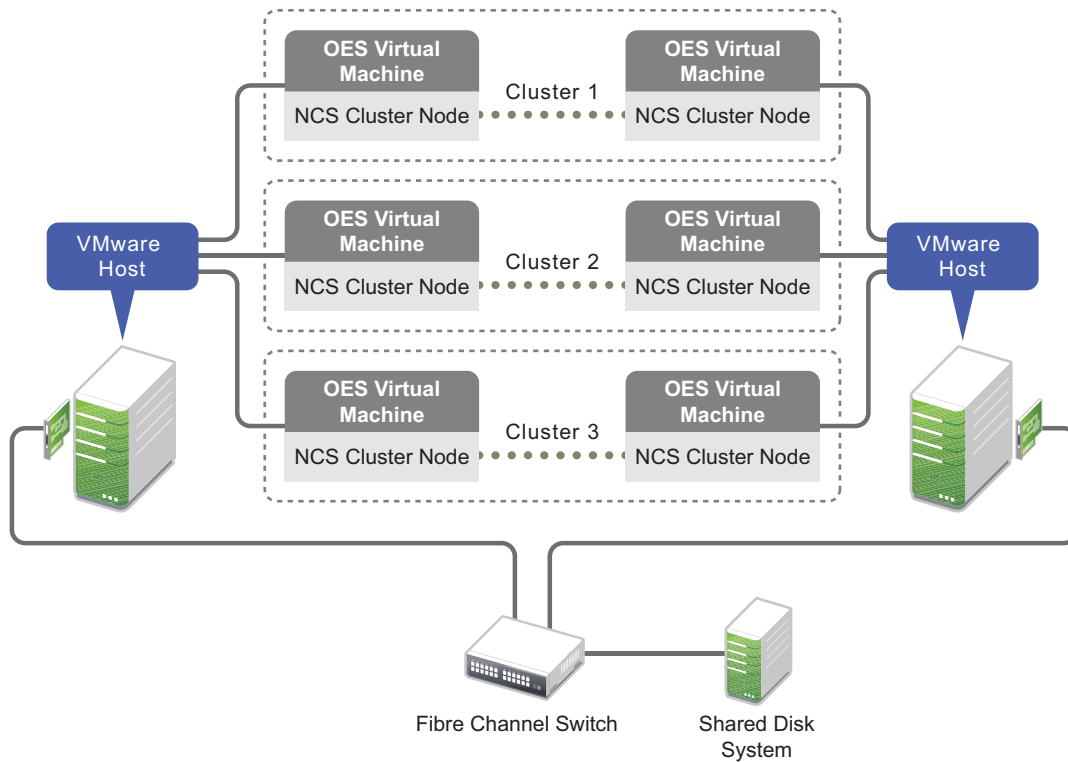 OES Virtual
Machine
NCS Cluster Node
Cluster 1
OES Virtual
Machine
NCS Cluster Node
VMware
Host
OES Virtual
Machine
NCS Cluster Node
Cluster 2
OES Virtual
Machine
NCS Cluster Node
VMware
Host
OES Virtual
Machine
NCS Cluster Node
Cluster 3
OES Virtual
Machine
NCS Cluster Node
Fibre Channel Switch
Shared Disk
System